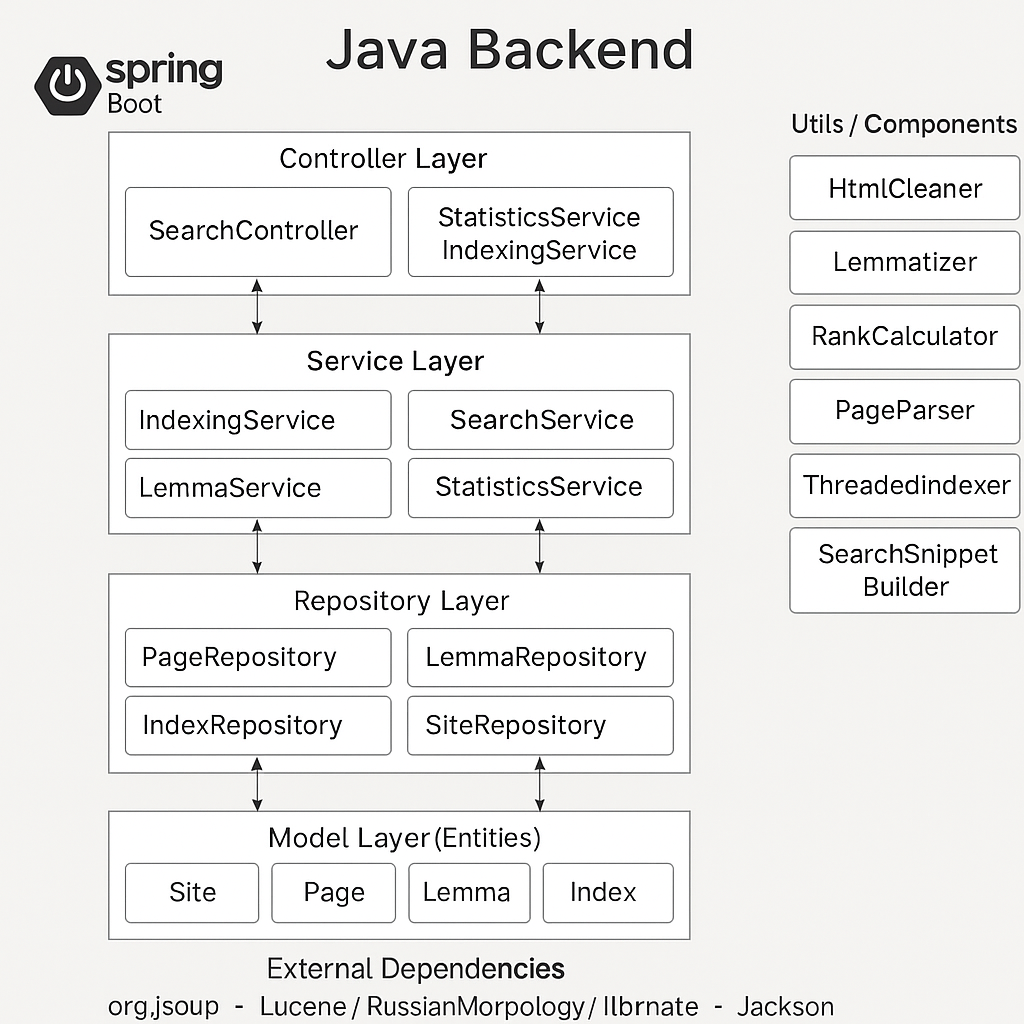 Java Backend
spring
Boot
Controller Layer
SearchController
StatisticsService
IndexingService
Service Layer
IndexingService
SearchService
LemmaService
StatisticsService
Repository Layer
PageRepository
LemmaRepository
IndexRepository
SiteRepository
Model Layer (Entities)
Site
Page
Lemma
Index
External Dependencies
org,jsoup - Lucene / RussianMorpology / Ilbrnate - Jackson
Utils / Components
HtmlCleaner
Lemmatizer
RankCalculator
PageParser
Threadedindexer
SearchSnippet
Builder